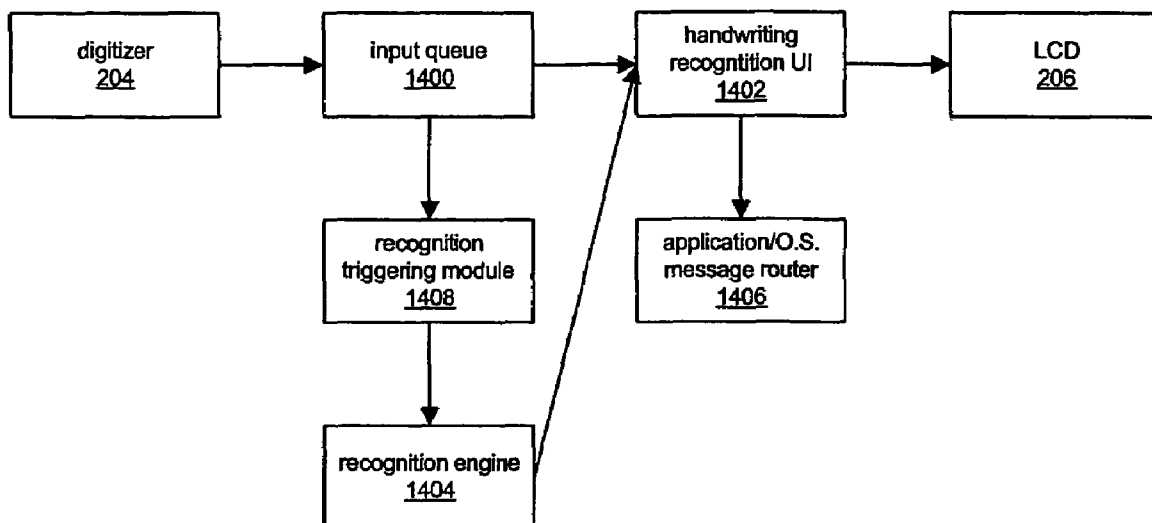 digitizer
204
input queue
1400
handwriting
recogntition UI
1402
LCD
206
recognition
triggering module
1408
application/O.S.
message router
1406
recognition engine
1404